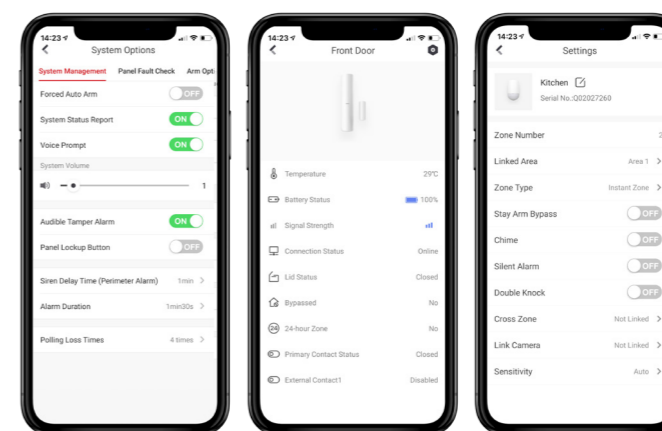 14:23
System Options
System Management Panel Fault Check Arm Opti
Forced Auto Arm OFF
System Status Report ON
Voice Prompt ON
System Volume
1
Audible Tamper Alarm ON
Panel Lockup Button OFF
Siren Delay Time (Perimeter Alarm) 1min >
Alarm Duration 1min30s >
Polling Loss Times 4 times >
14:23
Front Door
Temperature 29℃
Battery Status 100%
Signal Strength
Connection Status Online
Lid Status Closed
Bypassed No
24 24-hour Zone No
Primary Contact Status Closed
External Contact1 Disabled
14:23
Settings
Kitchen
Serial No.:Q02027260
Zone Number 2
Linked Area Area 1 >
Zone Type Instant Zone >
Stay Arm Bypass OFF
Chime OFF
Silent Alarm OFF
Double Knock OFF
Cross Zone Not Linked >
Link Camera Not Linked >
Sensitivity Auto >